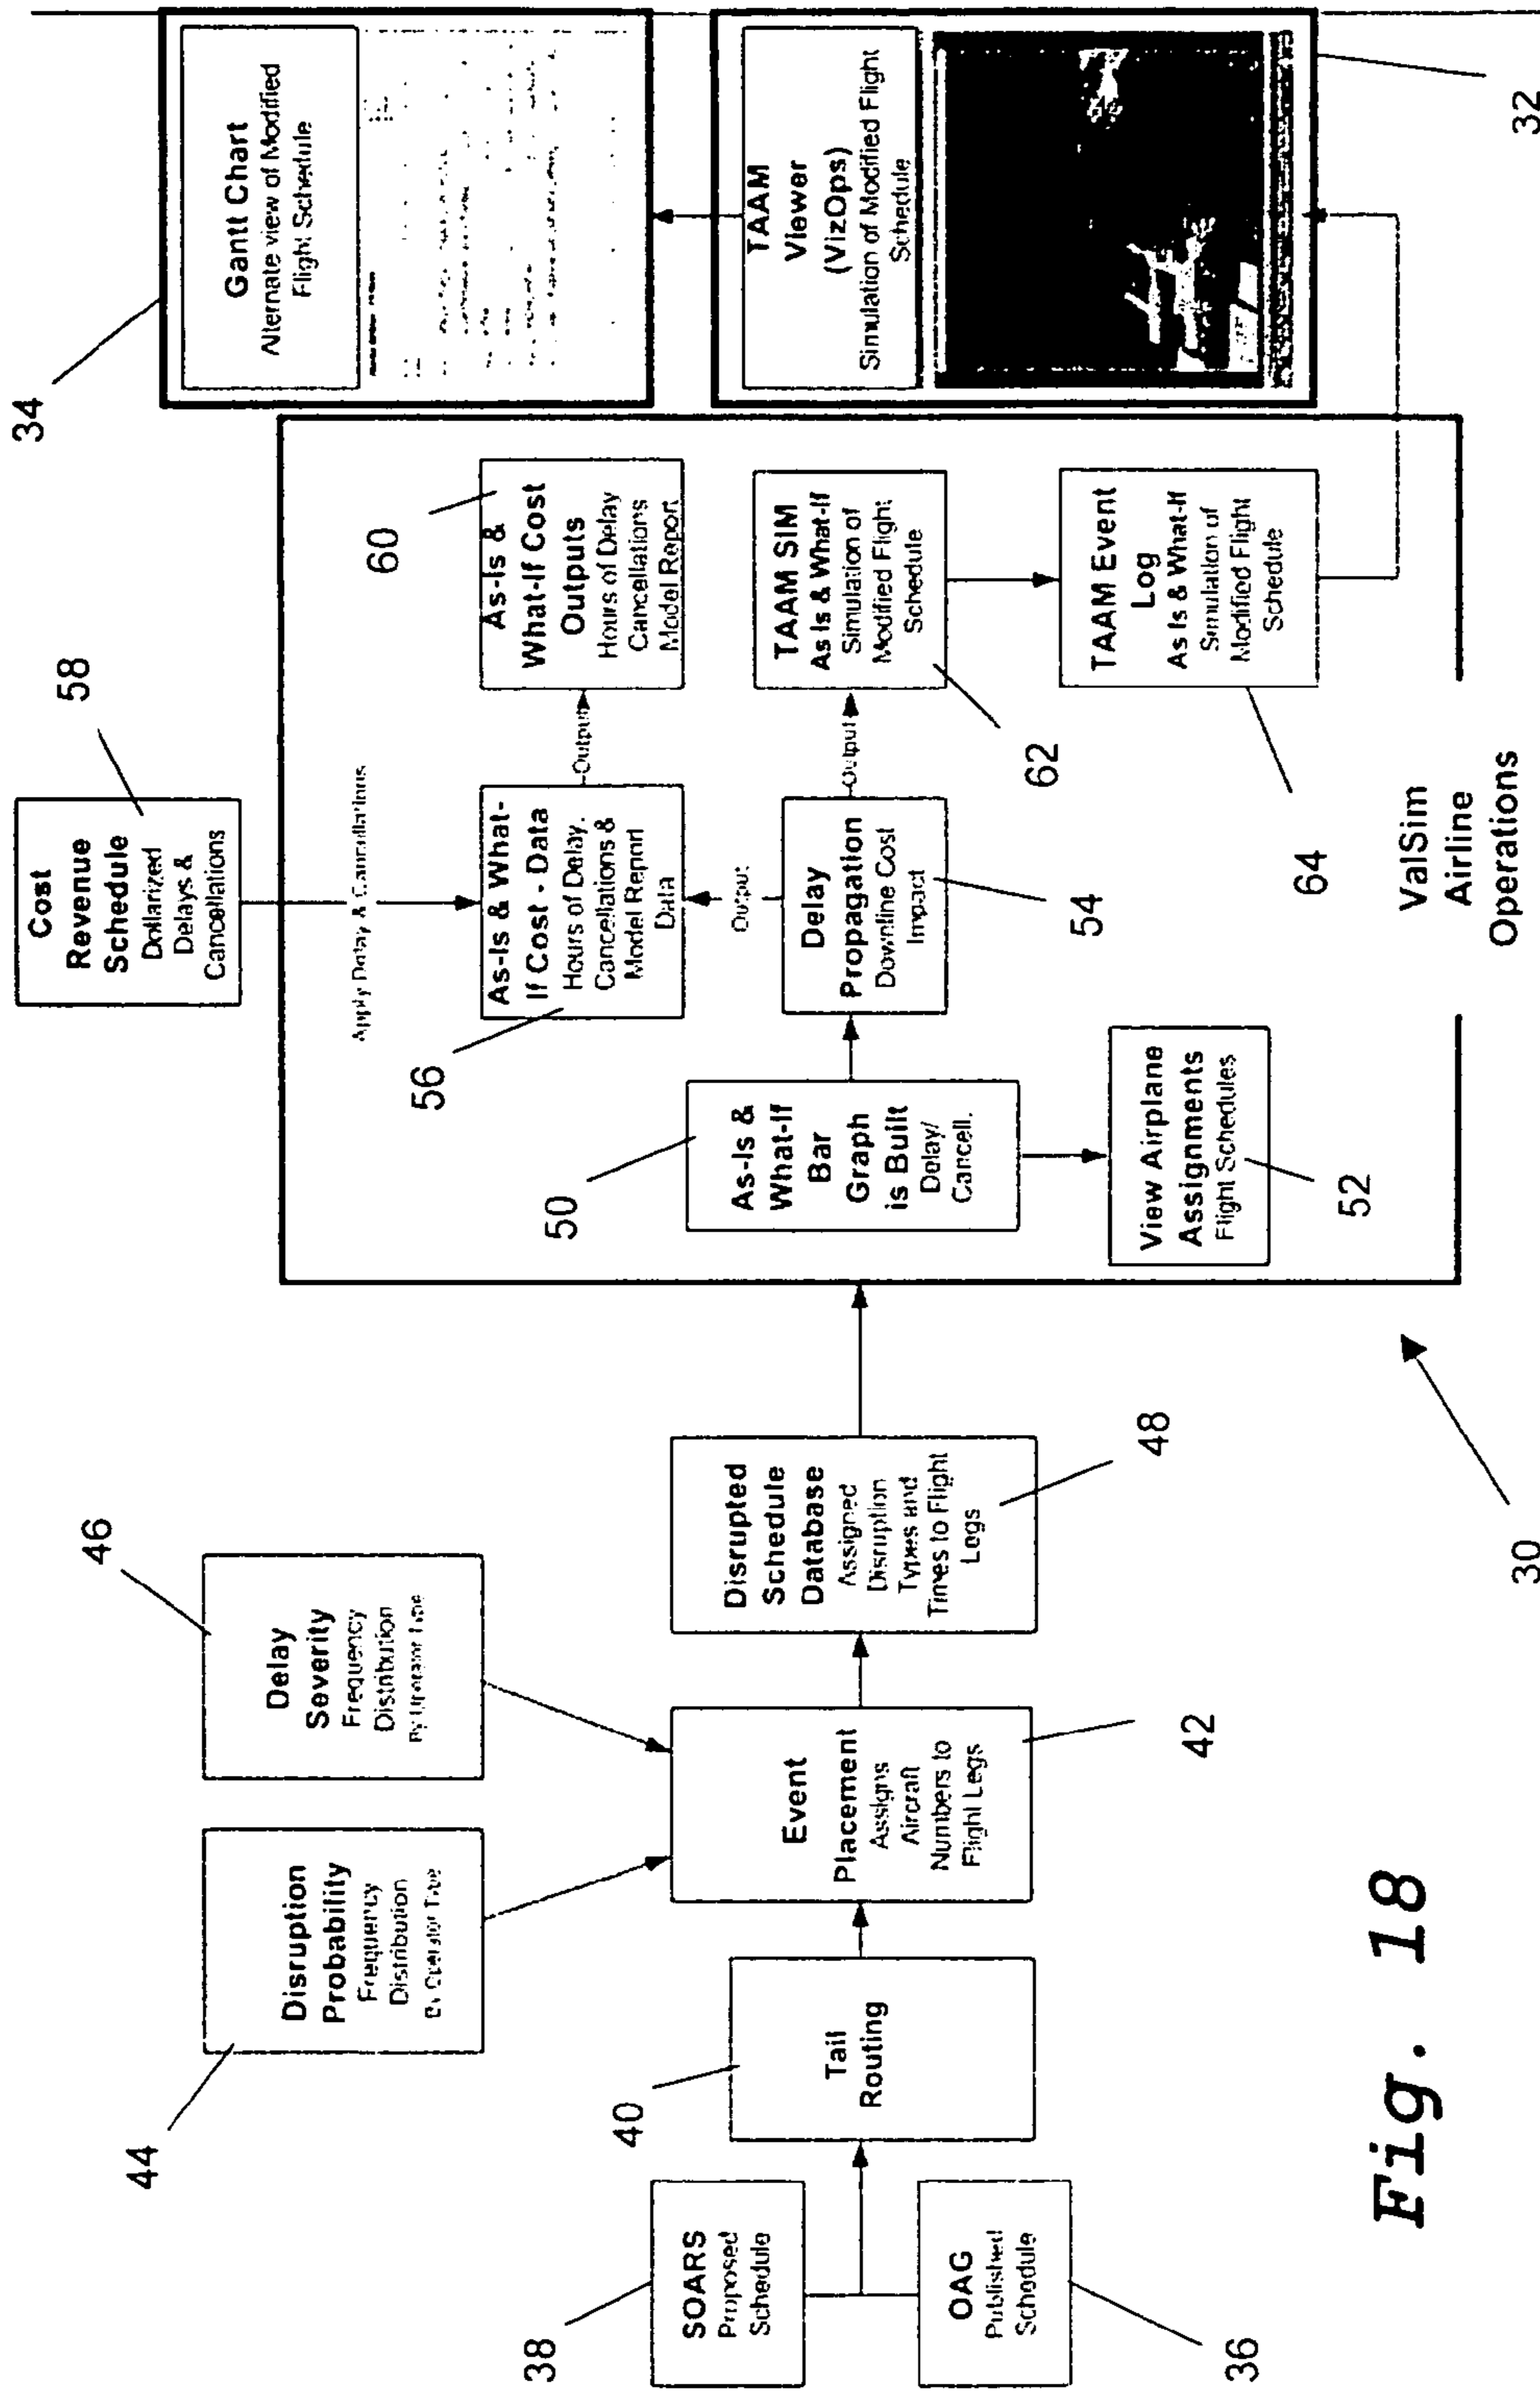 SOARS
Proposed
Schedule
38
OAG
Published
Schedule
36
Tail
Routing
40
Disruption
Probability
Frequency
Distribution
By Operator Type
44
Delay
Severity
Frequency
Distribution
By Operator Type
46
Event
Placement
Assigns
Aircraft
Numbers to
Flight Legs
42
Disrupted
Schedule
Database
Assigned
Disruption
Types and
Times to Flight
Legs
48
As-Is &
What-If
Bar
Graph
is Built
Delay/
Cancell.
50
View Airplane
Assignments
Flight Schedules
52
Delay
Propagation
Downline Cost
Impact
54
Output
Output
As-Is & What-
If Cost - Data
Hours of Delay,
Cancellations &
Model Report
Data
56
Cost
Revenue
Schedule
Dollarized
Delays &
Cancellations
58
Apply Delay & Cancellations
Output
As-Is &
What-If Cost
Outputs
Hours of Delay
Cancellations
Model Report
60
TAAM SIM
As Is & What-If
Simulation of
Modified Flight
Schedule
62
TAAM Event
Log
As Is & What-If
Simulation of
Modified Flight
Schedule
64
ValSim
Airline
Operations
Gantt Chart
Alternate view of Modified
Flight Schedule
34
TAAM
Viewer
(VizOps)
Simulation of Modified Flight
Schedule
32
30
Fig. 18